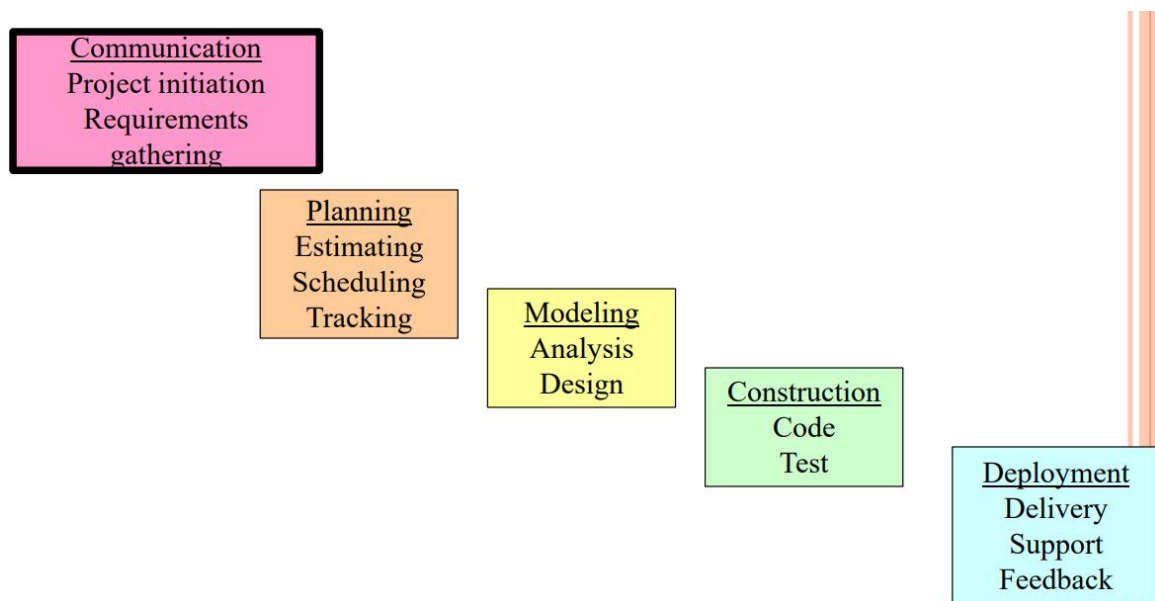 Communication
Project initiation
Requirements
gathering
Planning
Estimating
Scheduling
Tracking
Modeling
Analysis
Design
Construction
Code
Test
Deployment
Delivery
Support
Feedback